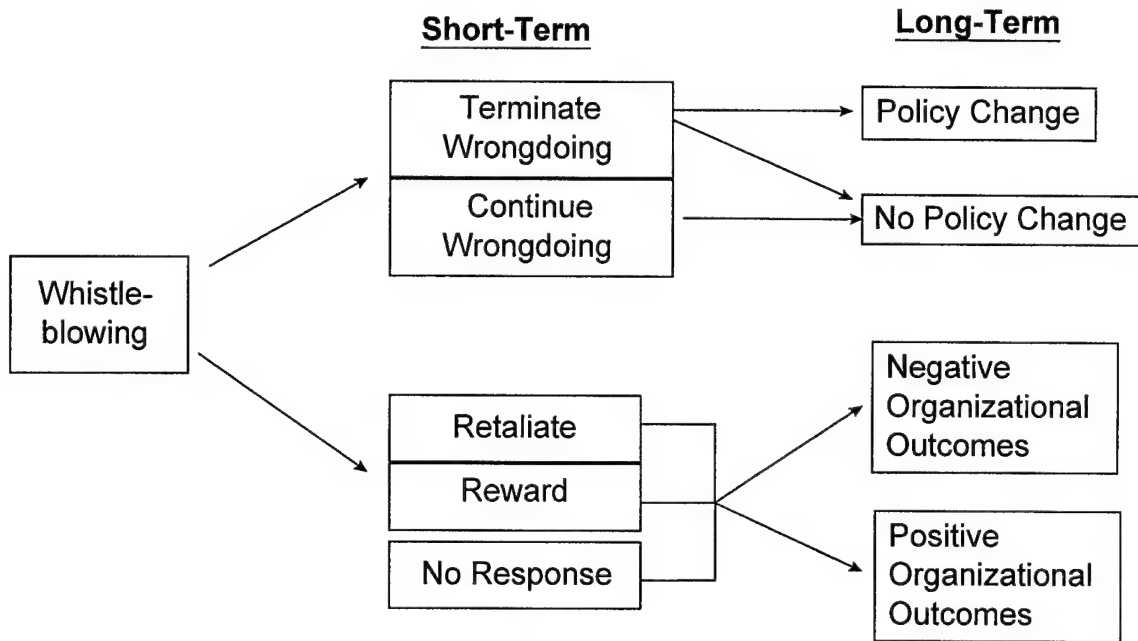 Short-Term
Long-Term
Terminate
Wrongdoing
Policy Change
Continue
Wrongdoing
No Policy Change
Whistle-
blowing
Retaliate
Reward
No Response
Negative
Organizational
Outcomes
Positive
Organizational
Outcomes